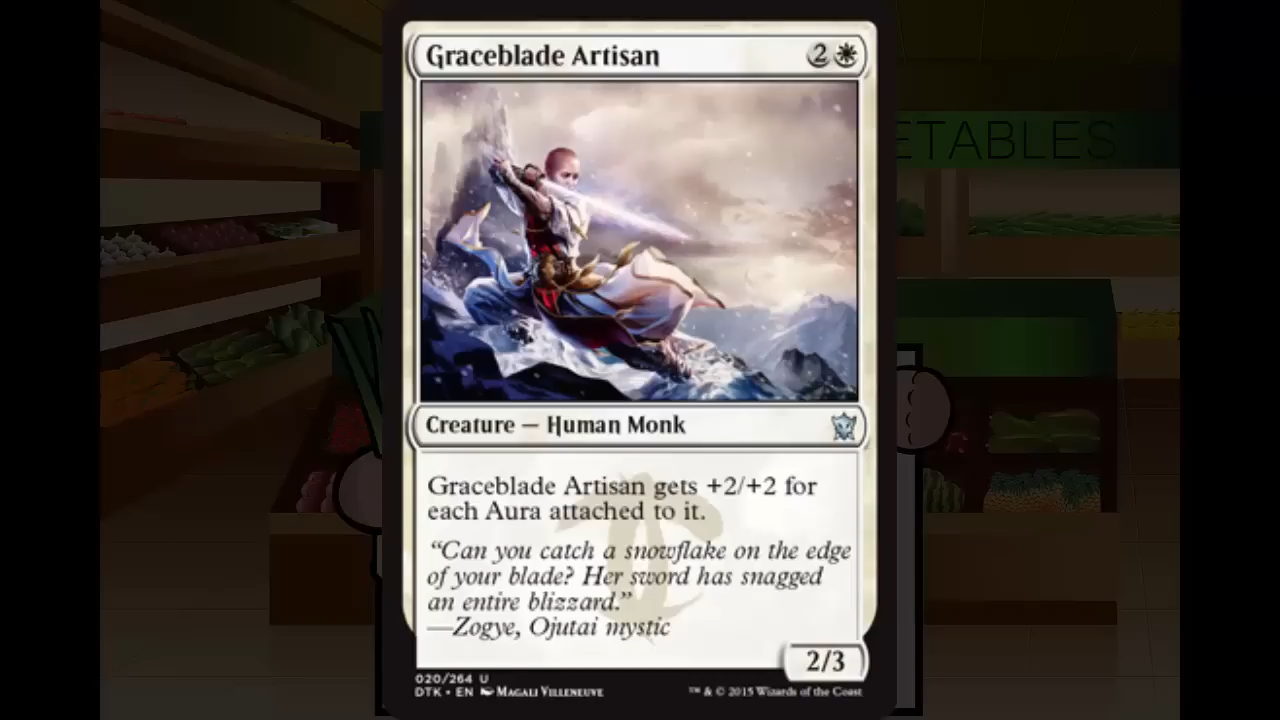 Graceblade Artisan 2
ETABLES
Creature — Human Monk
Graceblade Artisan gets +2/+2 for
each Aura attached to it.
“Can you catch a snowflake on the edge
of your blade? Her sword has snagged
an entire blizzard.”
—Zogye, Ojutai mystic
2/3
020/264 U
DTK • EN Magali Villeneuve
™ & © 2015 Wizards of the Coast